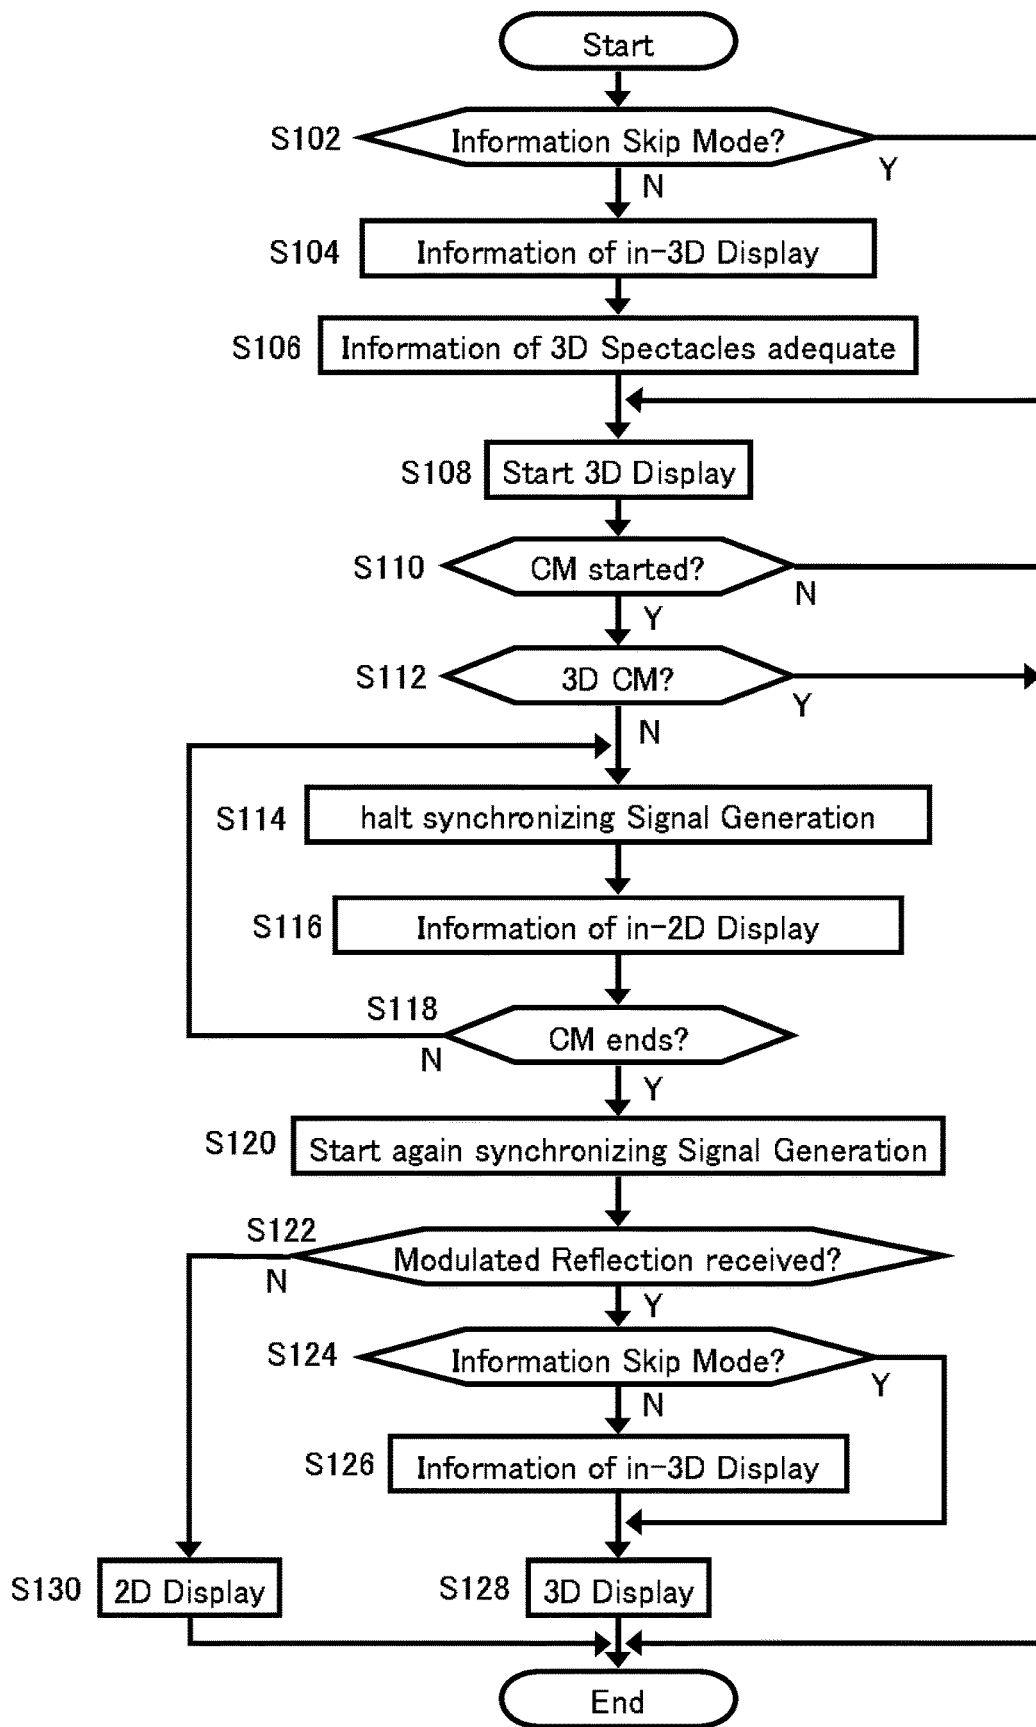 Start
S102
Information Skip Mode?
Y
N
S104
Information of in-3D Display
S106
Information of 3D Spectacles adequate
S108
Start 3D Display
S110
CM started?
N
Y
S112
3D CM?
Y
N
S114
halt synchronizing Signal Generation
S116
Information of in-2D Display
S118
CM ends?
N
Y
S120
Start again synchronizing Signal Generation
S122
Modulated Reflection received?
N
Y
S124
Information Skip Mode?
Y
N
S126
Information of in-3D Display
S130
2D Display
S128
3D Display
End